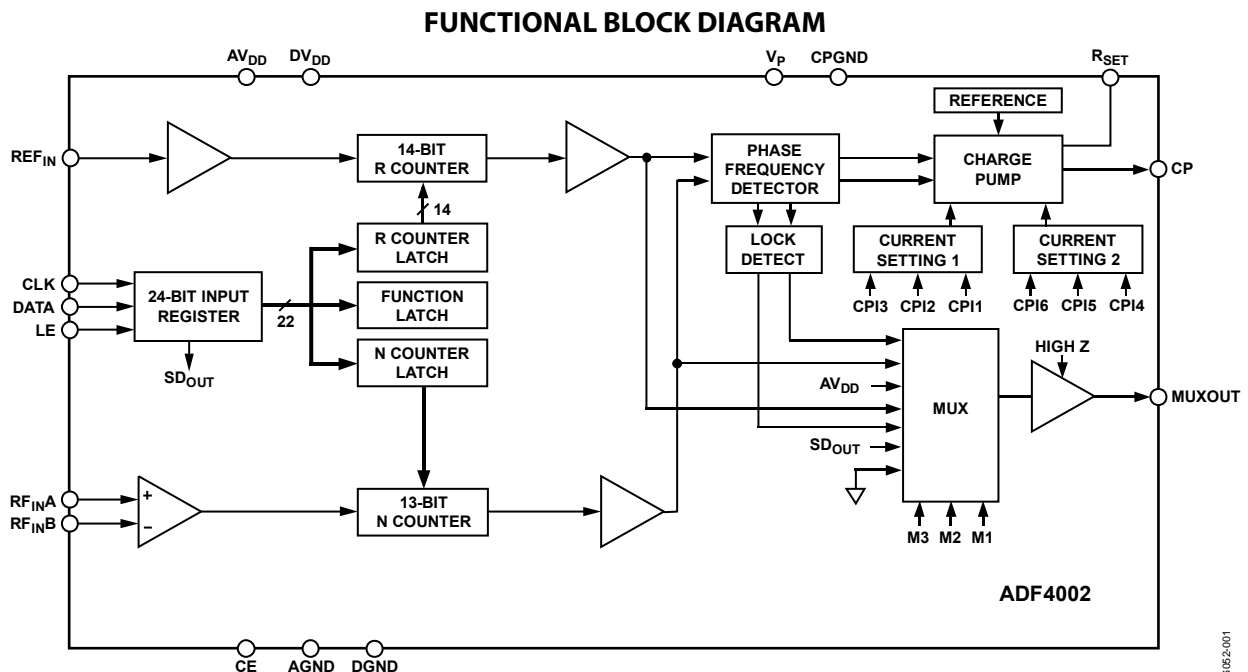 FUNCTIONAL BLOCK DIAGRAM
AVDD
DVDD
VP
CPGND
RSET
REFERENCE
REFIN
14-BIT
R COUNTER
PHASE
FREQUENCY
DETECTOR
CHARGE
PUMP
CP
14
R COUNTER
LATCH
LOCK
DETECT
CURRENT
SETTING 1
CURRENT
SETTING 2
CLK
DATA
LE
24-BIT INPUT
REGISTER
22
FUNCTION
LATCH
CPI3
CPI2
CPI1
CPI6
CPI5
CPI4
N COUNTER
LATCH
SDOUT
HIGH Z
AVDD
MUX
MUXOUT
SDOUT
RFINA
RFINB
+
−
13-BIT
N COUNTER
M3
M2
M1
ADF4002
CE
AGND
DGND